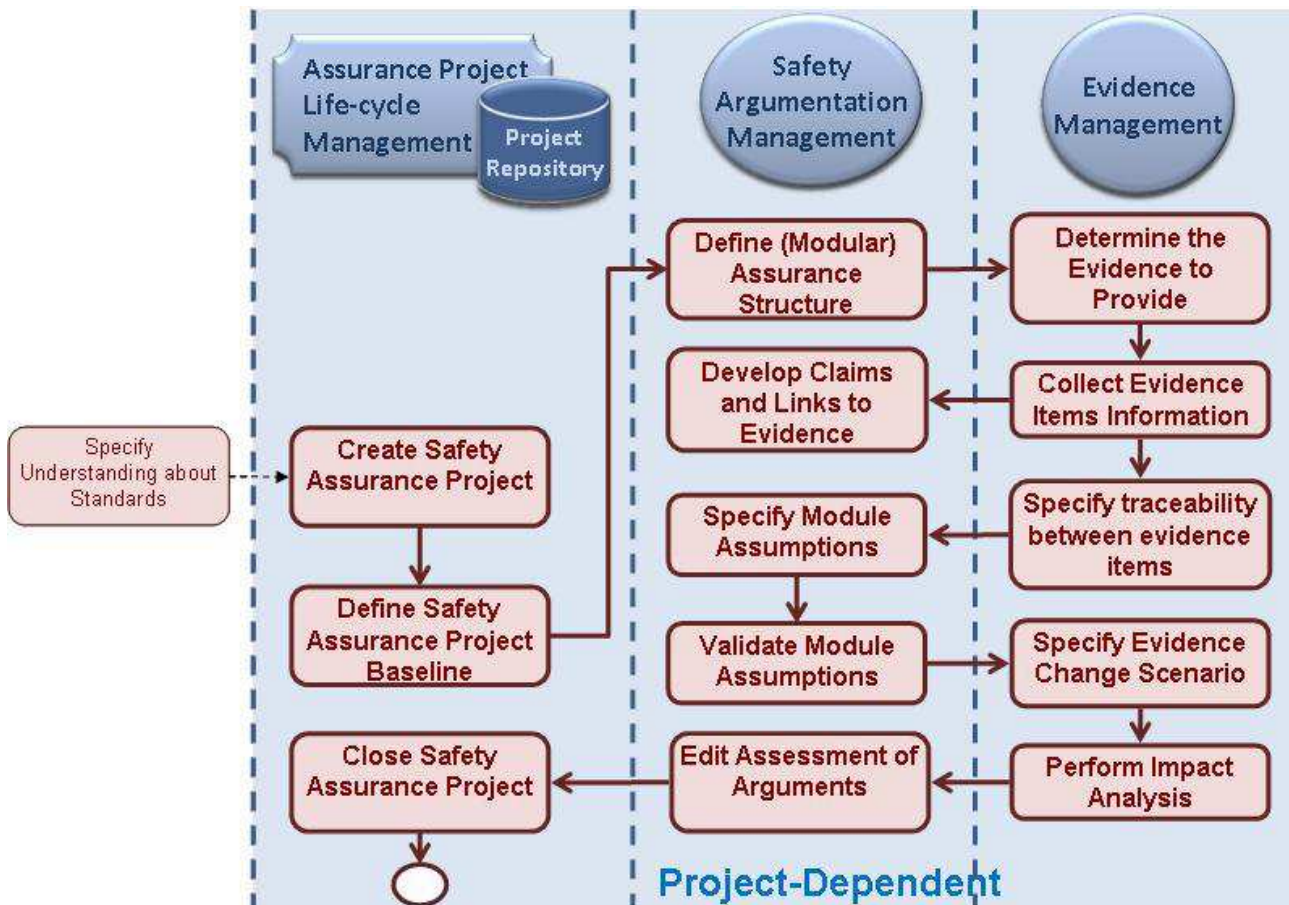 Assurance Project
Life-cycle
Management
Project
Repository
Safety
Argumentation
Management
Evidence
Management
Define (Modular)
Assurance
Structure
Determine the
Evidence to
Provide
Develop Claims
and Links to
Evidence
Collect Evidence
Items Information
Specify
Understanding about
Standards
Create Safety
Assurance Project
Specify Module
Assumptions
Specify traceability
between evidence
items
Define Safety
Assurance Project
Baseline
Validate Module
Assumptions
Specify Evidence
Change Scenario
Close Safety
Assurance Project
Edit Assessment of
Arguments
Perform Impact
Analysis
Project-Dependent